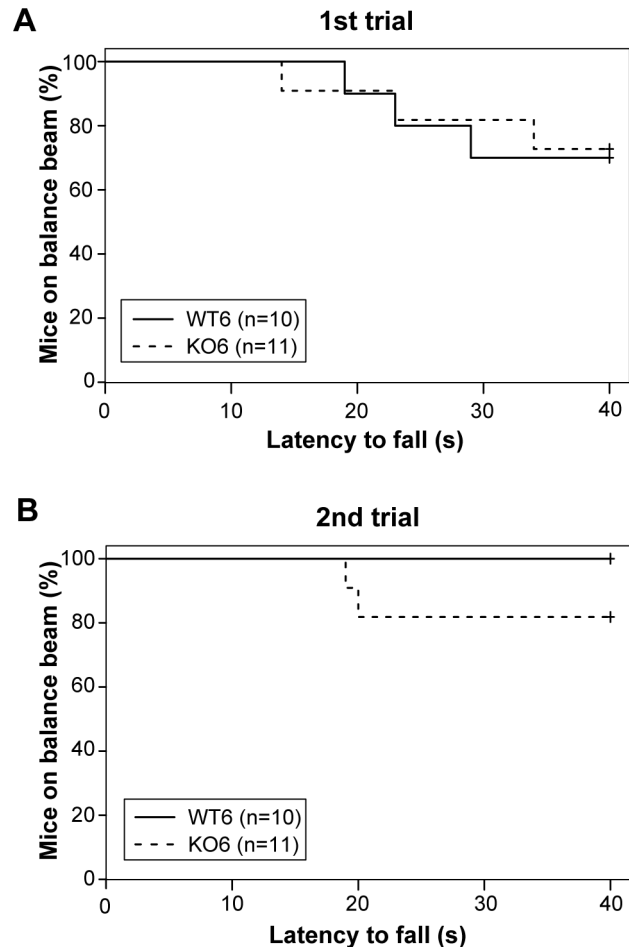 A
1st trial
Mice on balance beam (%)
100
80
60
40
20
0
WT6 (n=10)
KO6 (n=11)
0 10 20 30 40
Latency to fall (s)
B
2nd trial
Mice on balance beam (%)
100
80
60
40
20
0
WT6 (n=10)
KO6 (n=11)
0 10 20 30 40
Latency to fall (s)